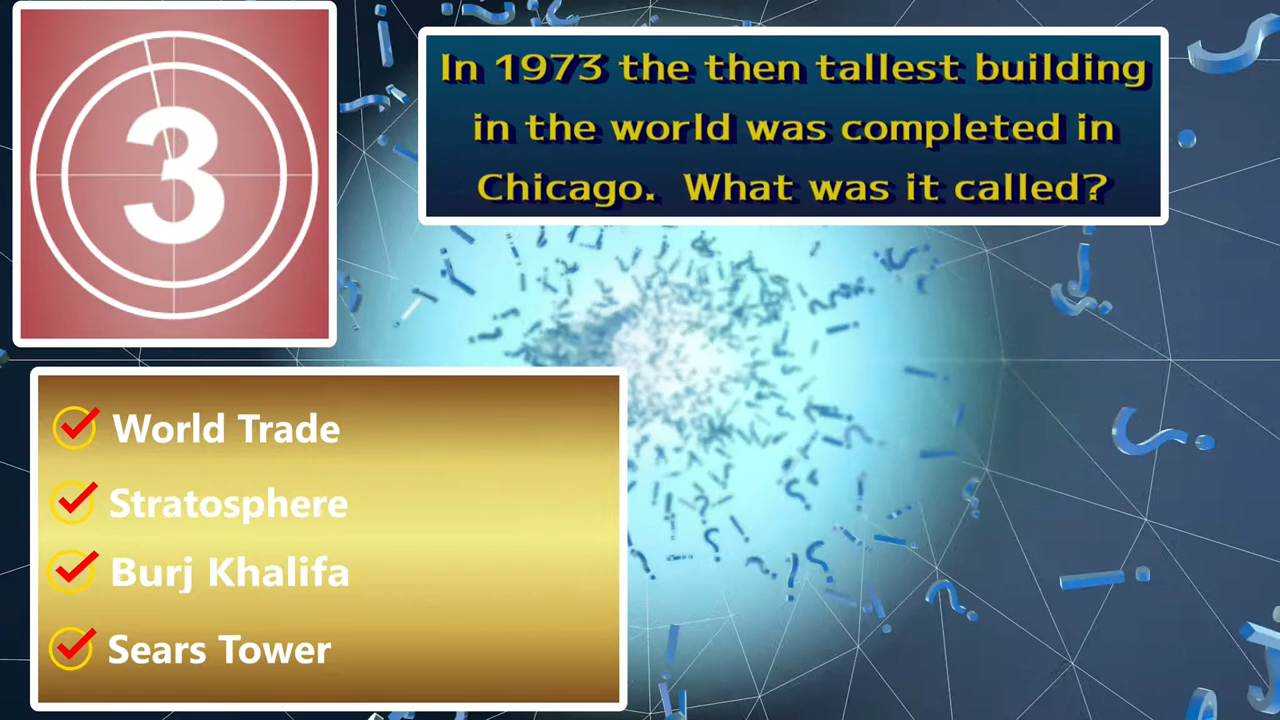 3
In 1973 the then tallest building
in the world was completed in
Chicago. What was it called?
World Trade
Stratosphere
Burj Khalifa
Sears Tower